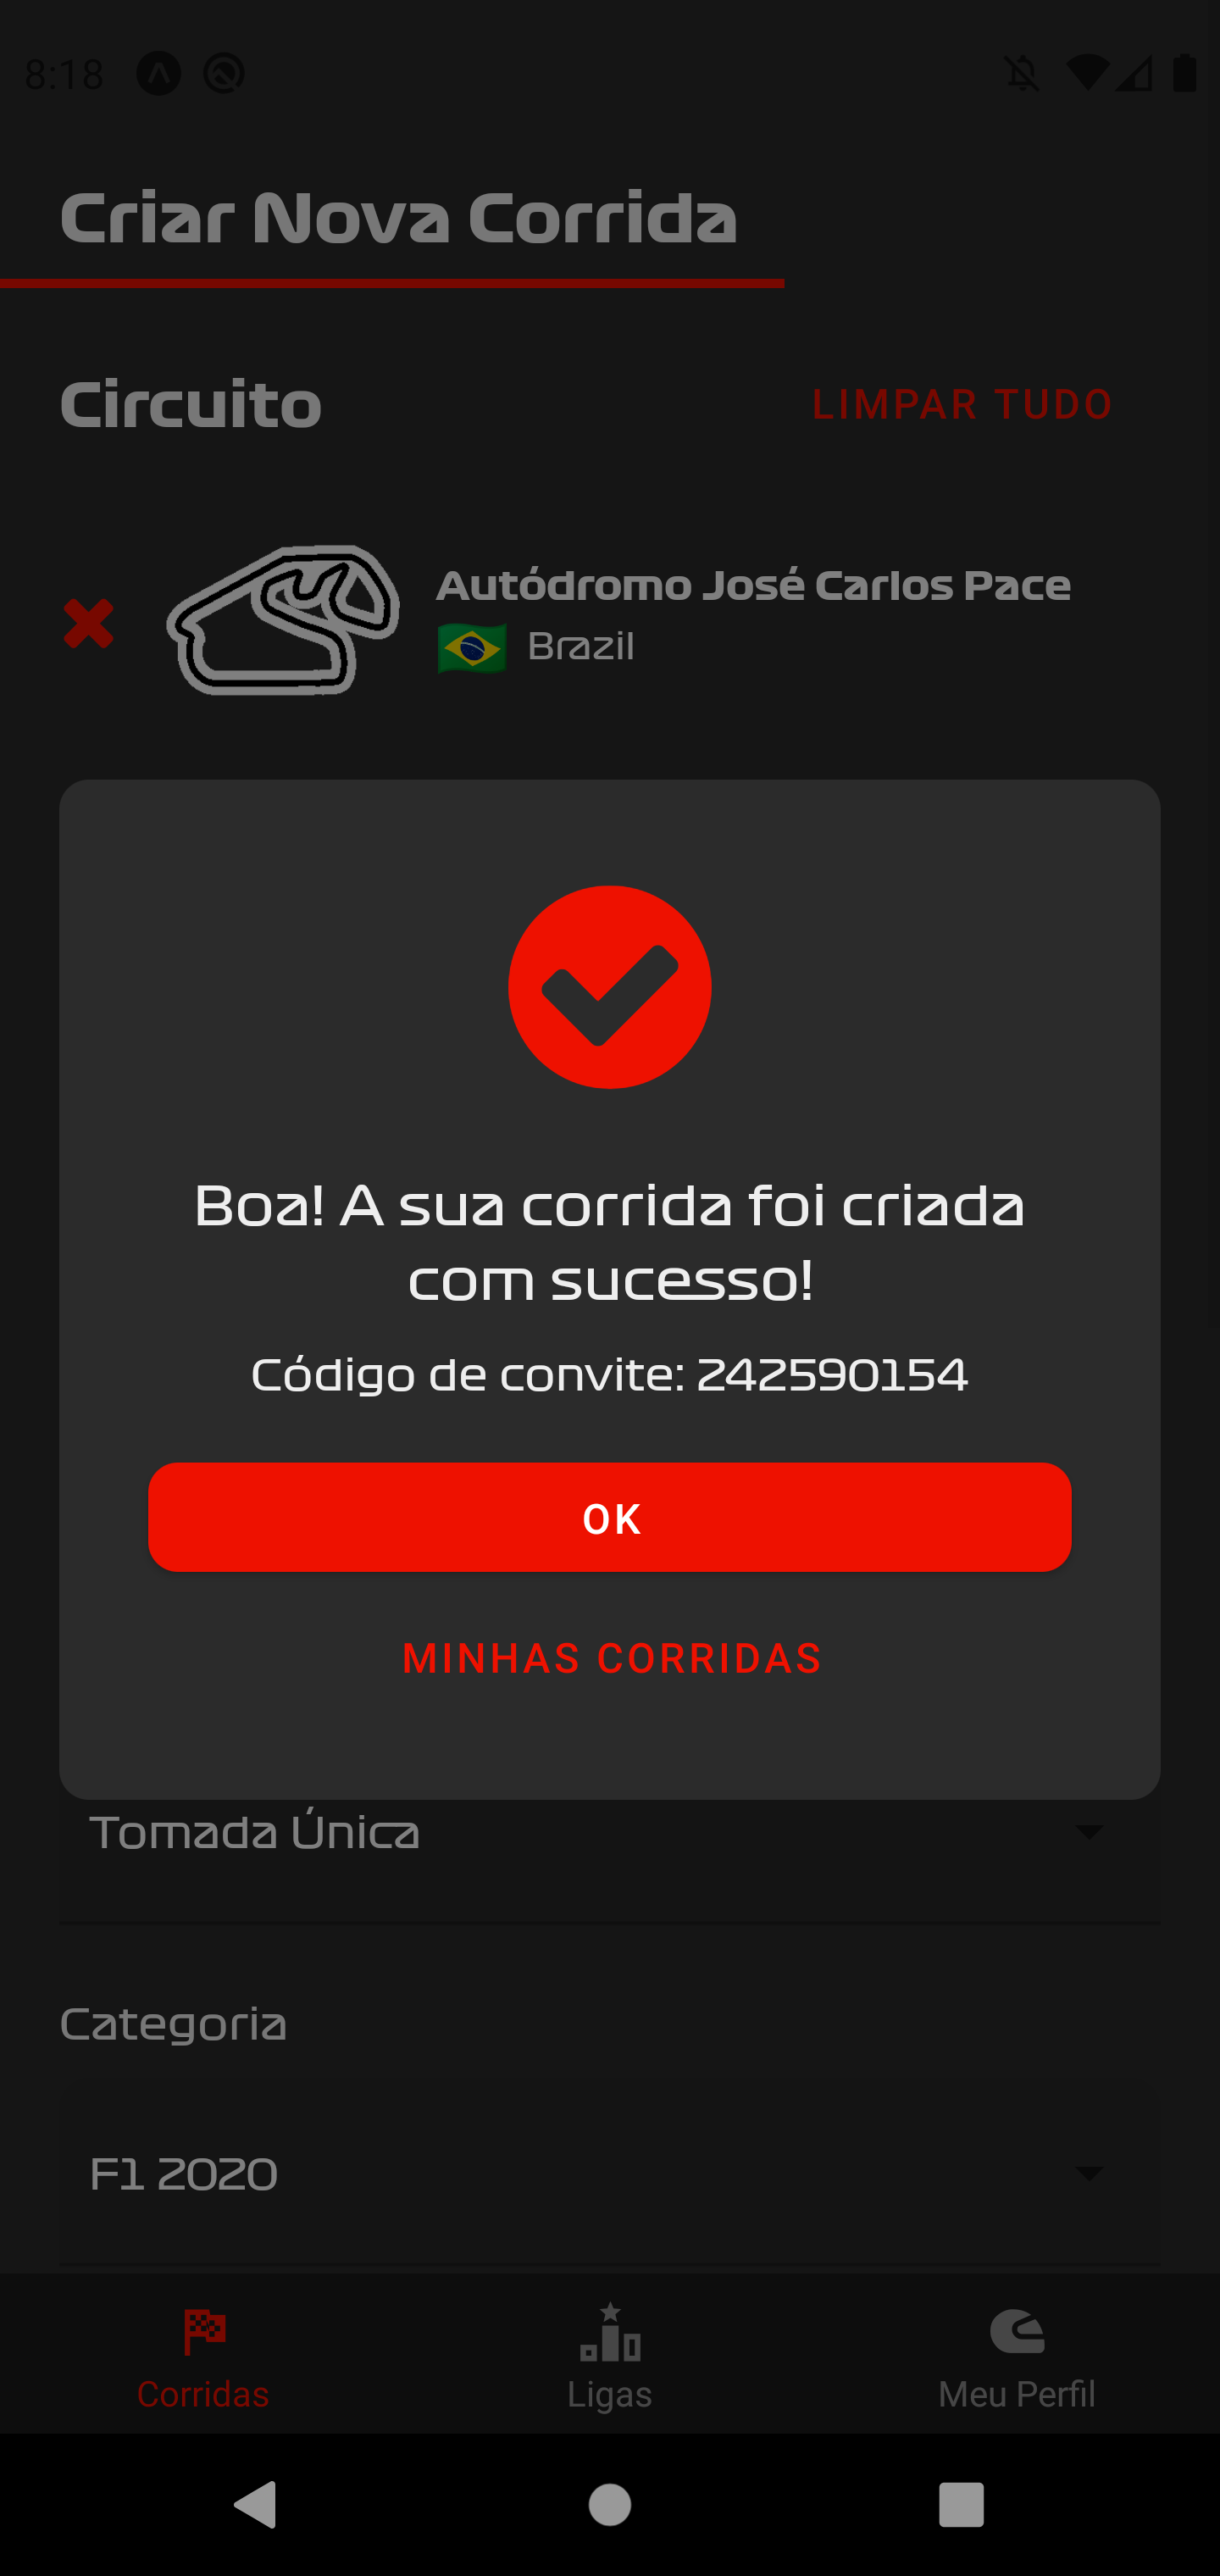 8:18
Criar Nova Corrida
Circuito
LIMPAR TUDO
Autódromo José Carlos Pace
Brazil
Boa! A sua corrida foi criada
com sucesso!
Código de convite: 242590154
OK
MINHAS CORRIDAS
Tomada Única
Categoria
F1 2020
Corridas
Ligas
Meu Perfil